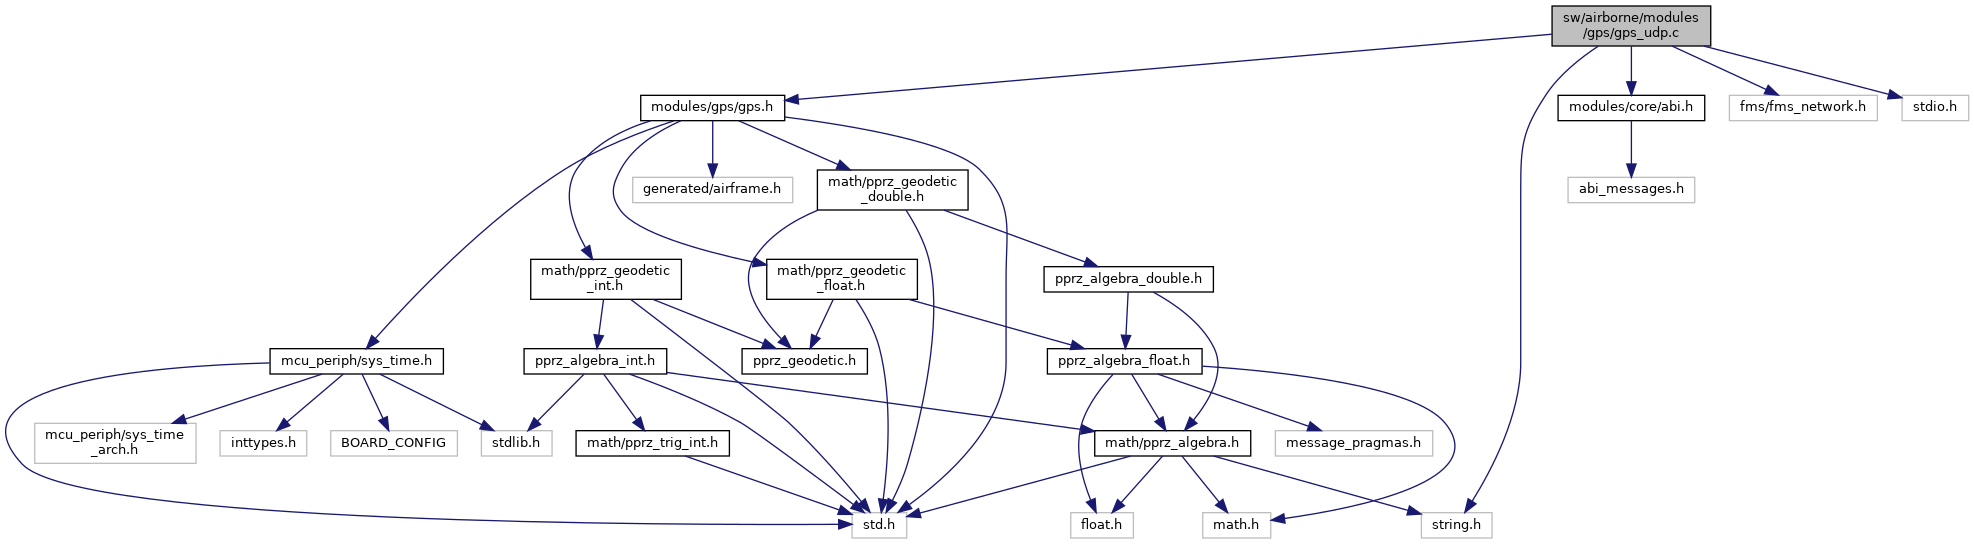 sw/airborne/modules
/gps/gps_udp.c
modules/gps/gps.h
modules/core/abi.h
fms/fms_network.h
stdio.h
generated/airframe.h
math/pprz_geodetic
_double.h
abi_messages.h
math/pprz_geodetic
_int.h
math/pprz_geodetic
_float.h
pprz_algebra_double.h
mcu_periph/sys_time.h
pprz_algebra_int.h
pprz_geodetic.h
pprz_algebra_float.h
mcu_periph/sys_time
_arch.h
inttypes.h
BOARD_CONFIG
stdlib.h
math/pprz_trig_int.h
math/pprz_algebra.h
message_pragmas.h
std.h
float.h
math.h
string.h